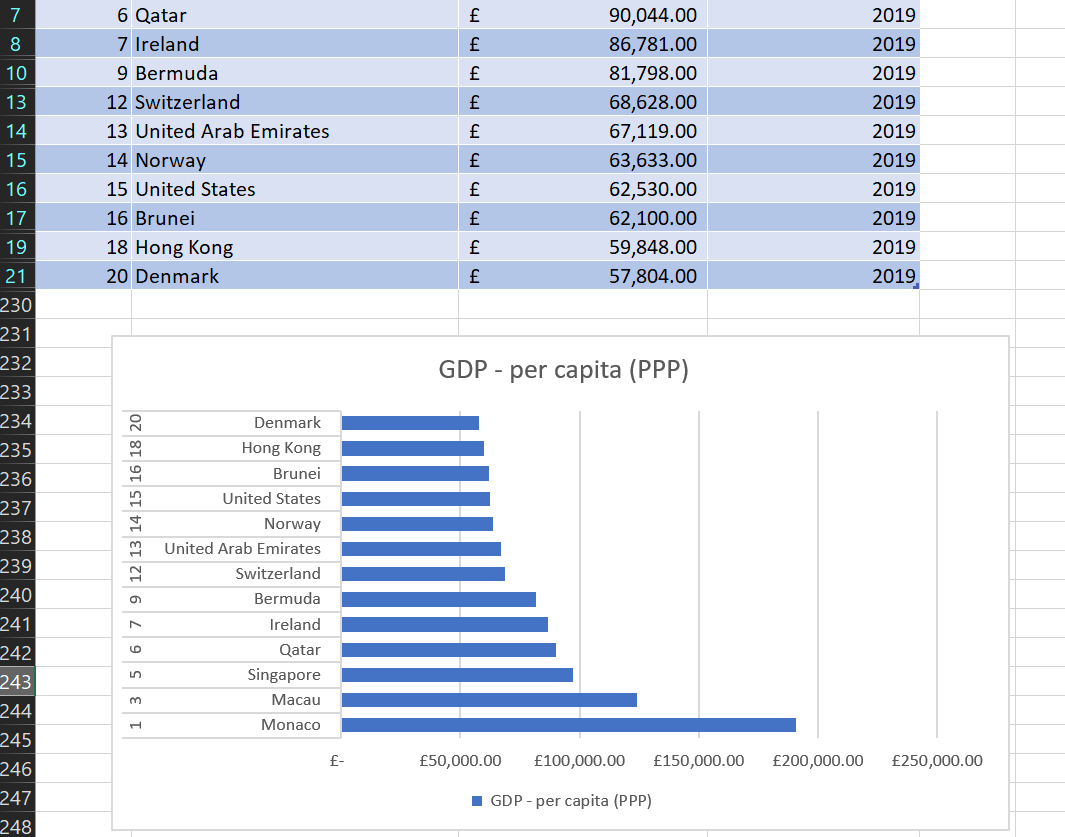 7 6 Qatar £ 90,044.00 2019
8 7 Ireland £ 86,781.00 2019
10 9 Bermuda £ 81,798.00 2019
13 12 Switzerland £ 68,628.00 2019
14 13 United Arab Emirates £ 67,119.00 2019
15 14 Norway £ 63,633.00 2019
16 15 United States £ 62,530.00 2019
17 16 Brunei £ 62,100.00 2019
19 18 Hong Kong £ 59,848.00 2019
21 20 Denmark £ 57,804.00 2019
230
231
232
233
234
235
236
237
238
239
240
241
242
243
244
245
246
247
248
GDP - per capita (PPP)
20 Denmark
18 Hong Kong
16 Brunei
15 United States
14 Norway
13 United Arab Emirates
12 Switzerland
9 Bermuda
7 Ireland
6 Qatar
5 Singapore
3 Macau
1 Monaco
£- £50,000.00 £100,000.00 £150,000.00 £200,000.00 £250,000.00
GDP - per capita (PPP)